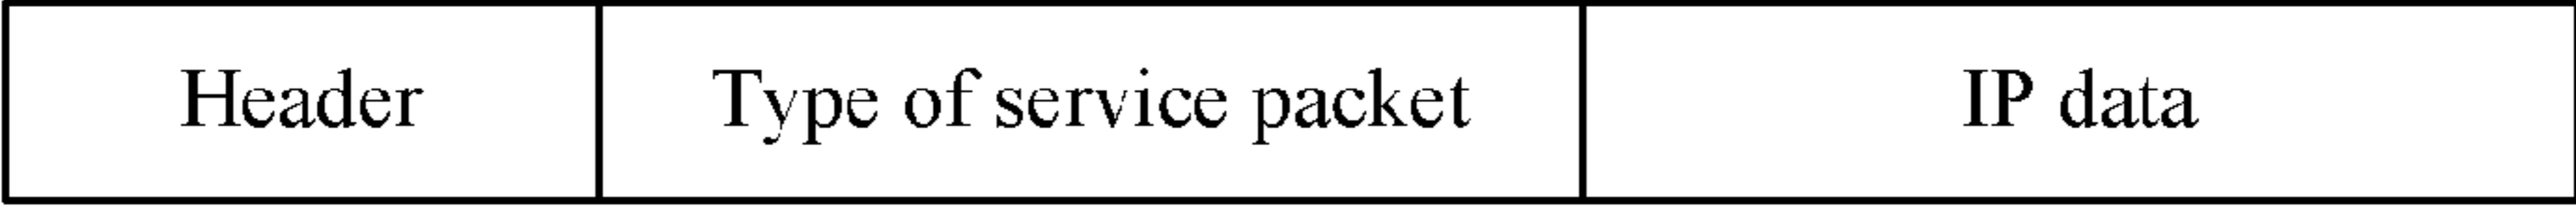 Header Type of service packet IP data